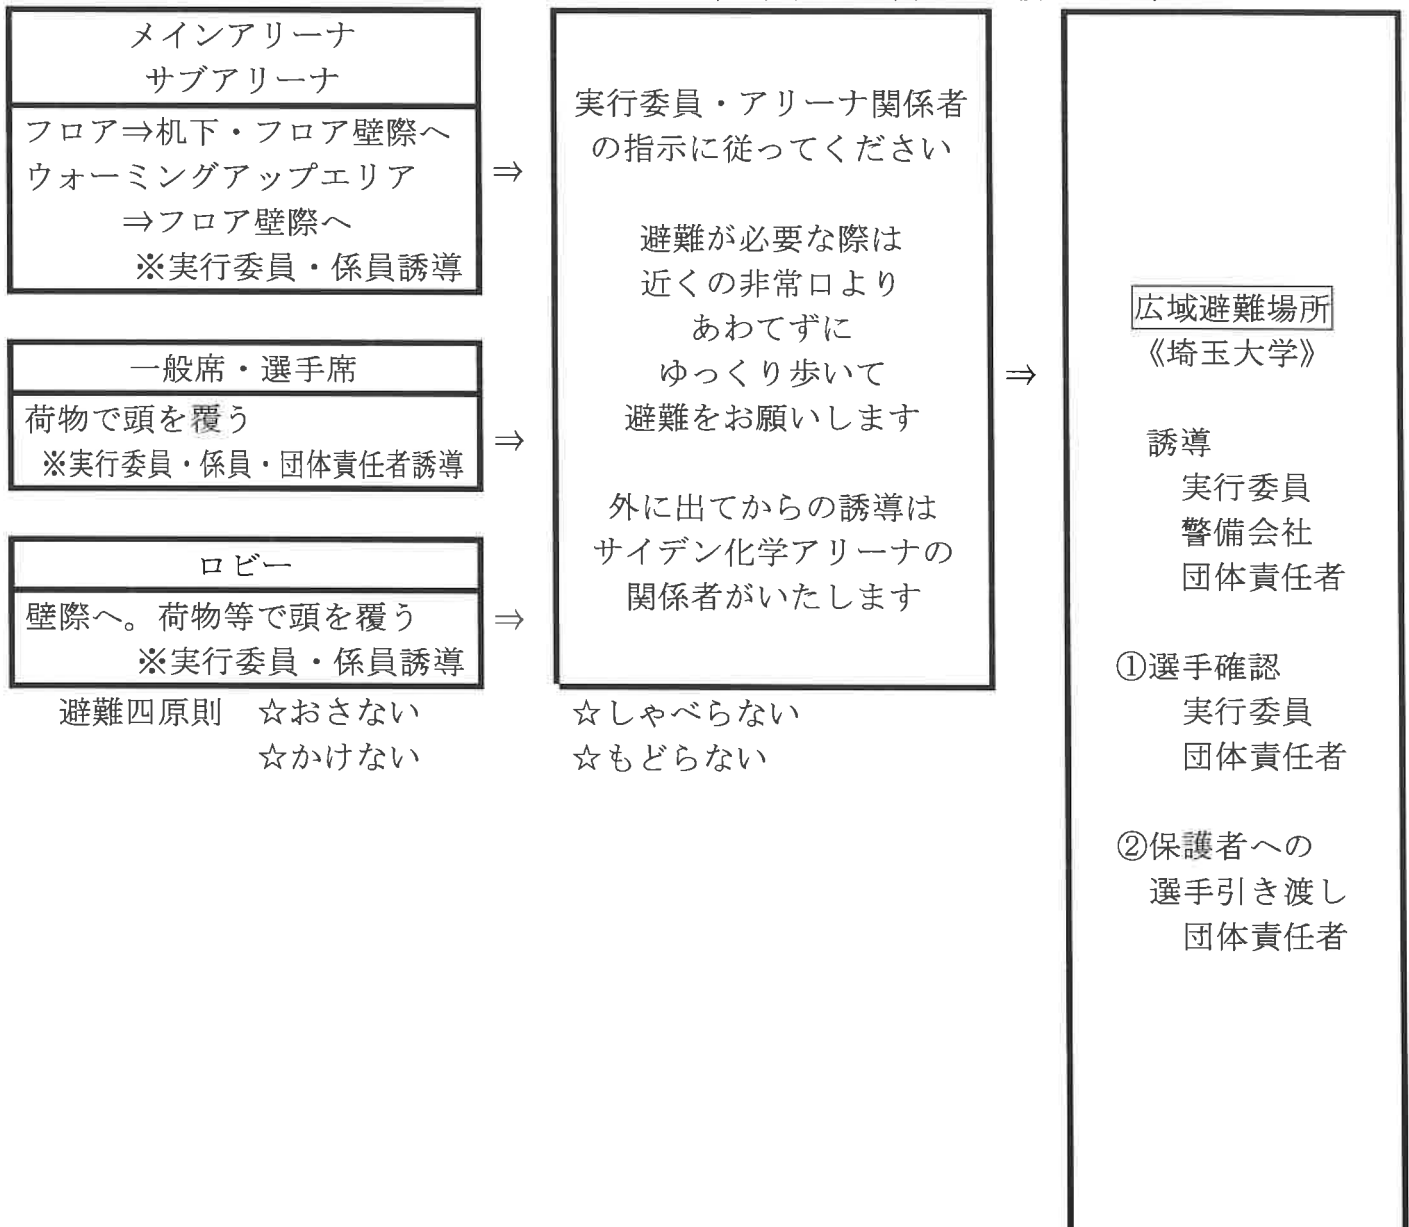 メインアリーナ
サブアリーナ
フロア⇒机下・フロア壁際へ
ウォーミングアップエリア
⇒フロア壁際へ
※実行委員・係員誘導
⇒
一般席・選手席
荷物で頭を覆う
※実行委員・係員・団体責任者誘導
⇒
ロビー
壁際へ。荷物等で頭を覆う
※実行委員・係員誘導
⇒
実行委員・アリーナ関係者
の指示に従ってください
避難が必要な際は
近くの非常口より
あわてずに
ゆっくり歩いて
避難をお願いします
外に出てからの誘導は
サイデン化学アリーナの
関係者がいたします
⇒
広域避難場所
《埼玉大学》
誘導
実行委員
警備会社
団体責任者
①選手確認
実行委員
団体責任者
②保護者への
選手引き渡し
団体責任者
避難四原則 ☆おさない ☆しゃべらない
☆かけない ☆もどらない